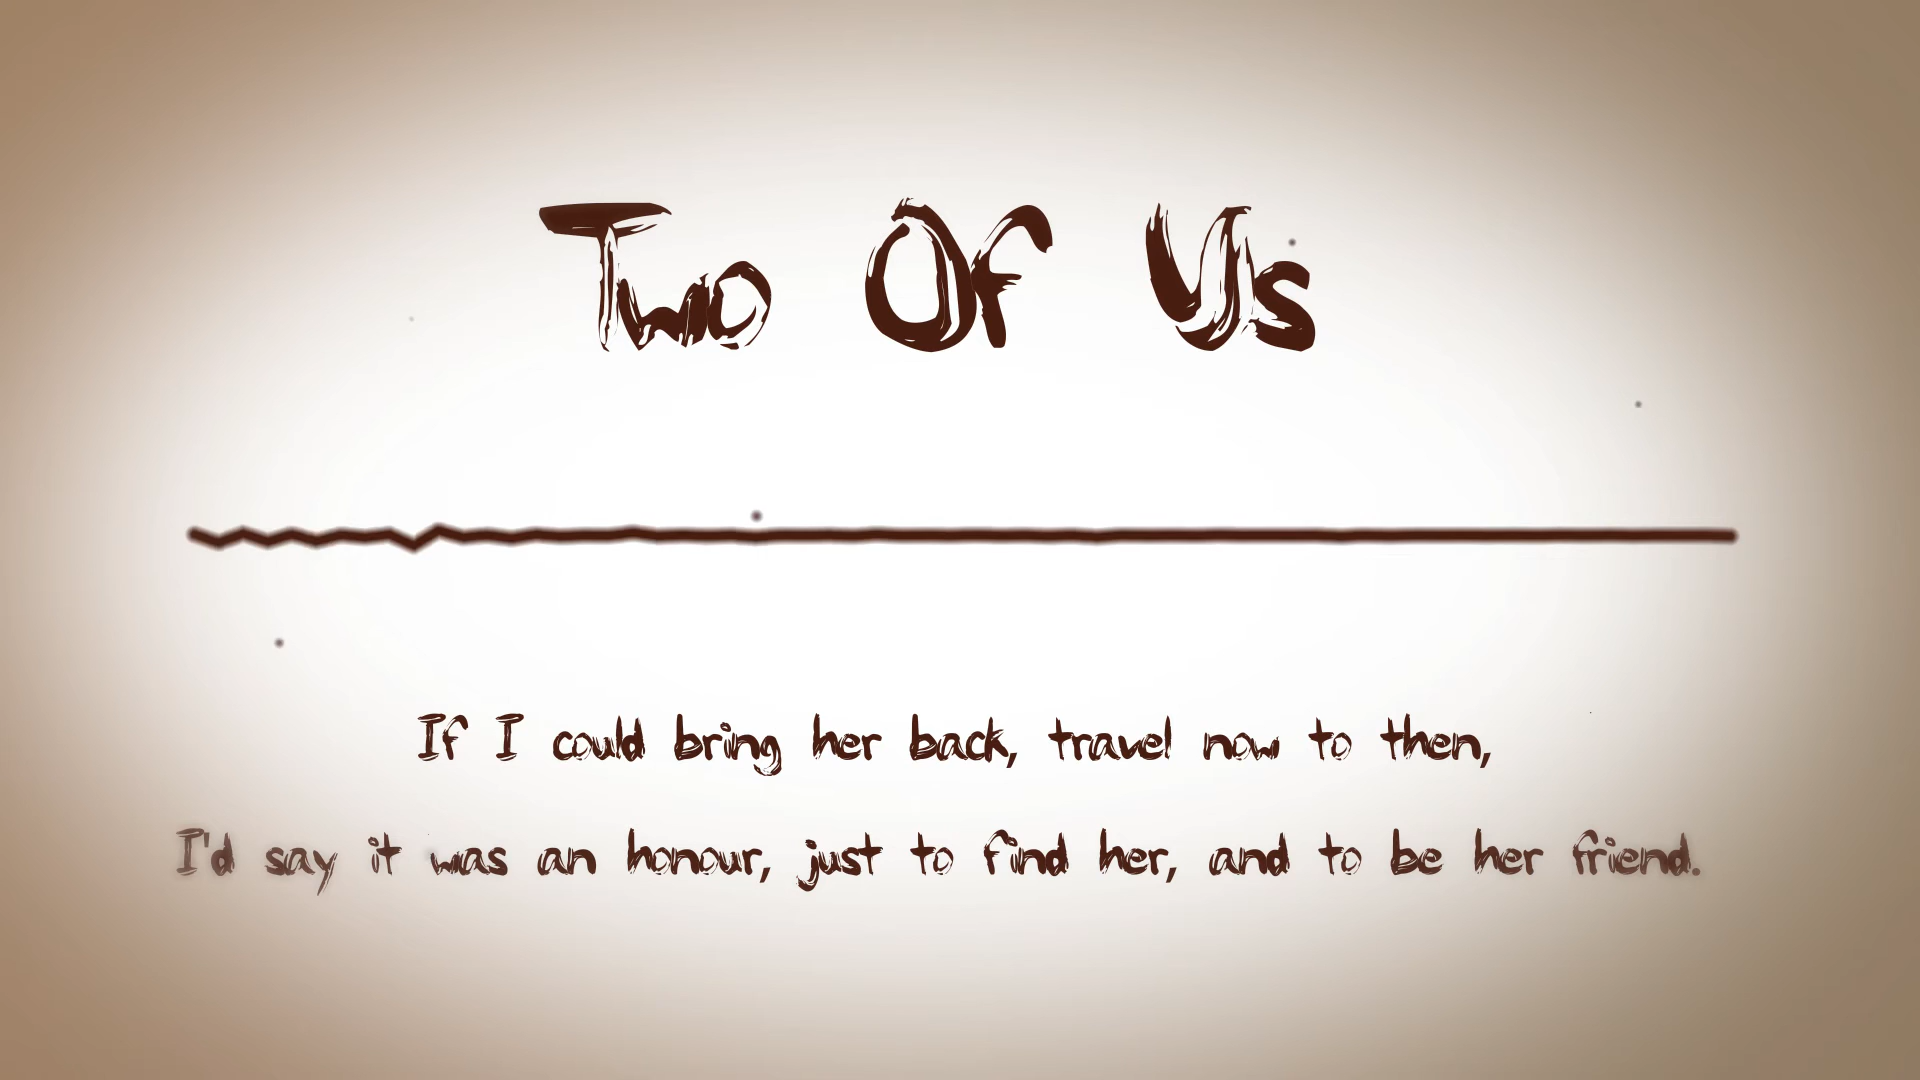 Two Of Us
If I could bring her back, travel now to then,
I'd say it was an honour, just to find her, and to be her friend.